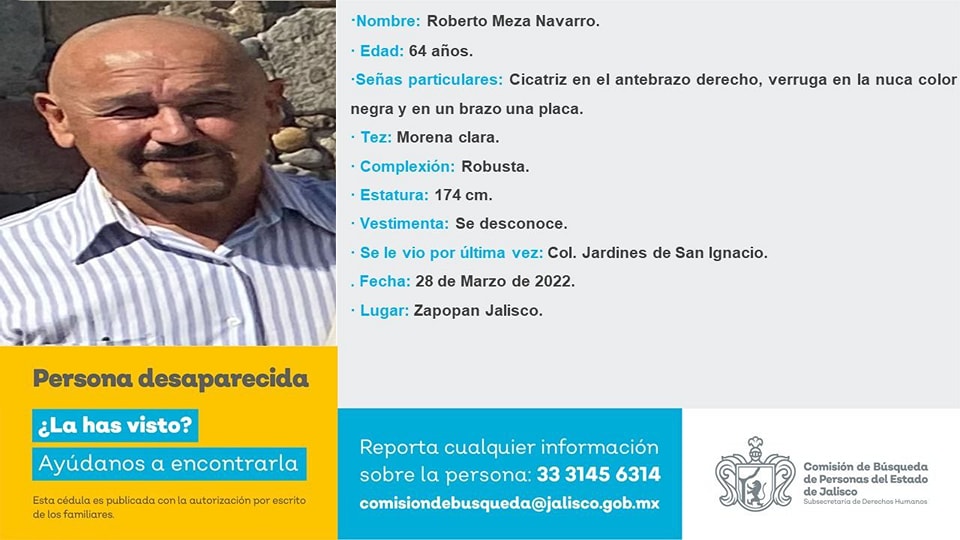 ·Nombre: Roberto Meza Navarro.
· Edad: 64 años.
·Señas particulares: Cicatriz en el antebrazo derecho, verruga en la nuca color
negra y en un brazo una placa.
· Tez: Morena clara.
· Complexión: Robusta.
· Estatura: 174 cm.
· Vestimenta: Se desconoce.
· Se le vio por última vez: Col. Jardines de San Ignacio.
. Fecha: 28 de Marzo de 2022.
· Lugar: Zapopan Jalisco.
Persona desaparecida
¿La has visto?
Ayúdanos a encontrarla
Esta cédula es publicada con la autorización por escrito
de los familiares.
Reporta cualquier información
sobre la persona: 33 3145 6314
comisiondebusqueda@jalisco.gob.mx
Comisión de Búsqueda
de Personas del Estado
de Jalisco
Subsecretaría de Derechos Humanos